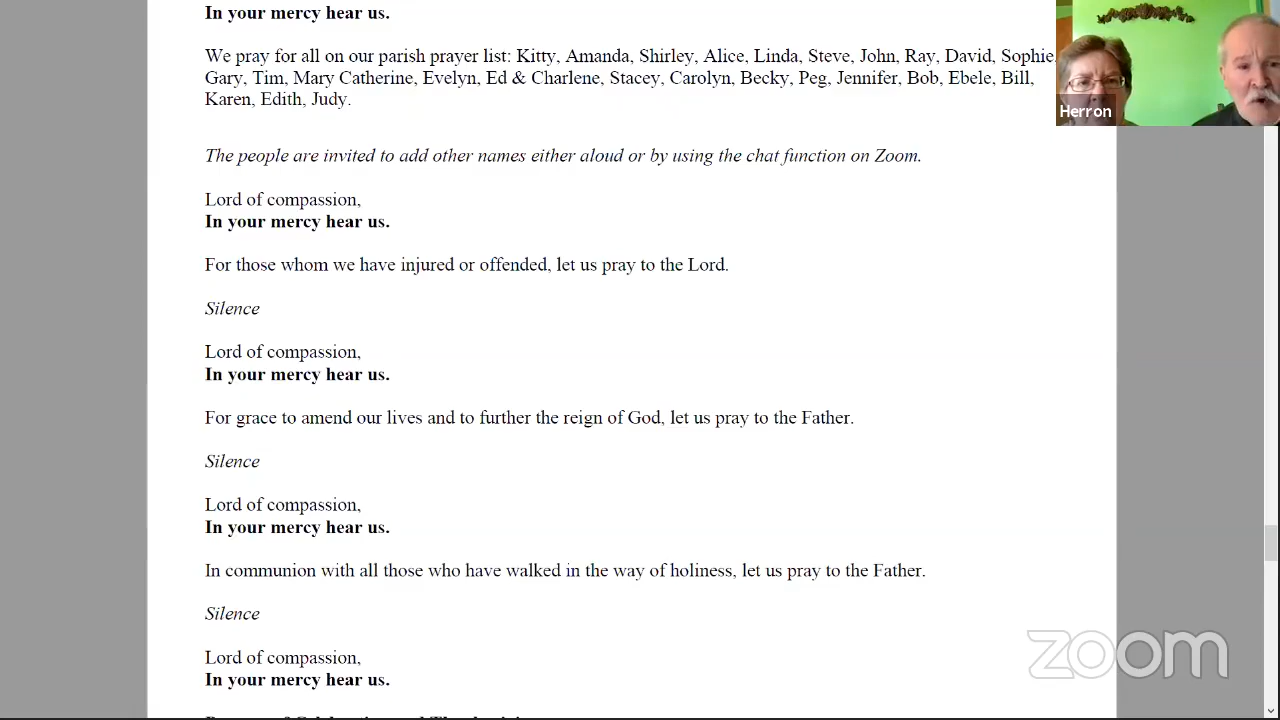 In your mercy hear us.
We pray for all on our parish prayer list: Kitty, Amanda, Shirley, Alice, Linda, Steve, John, Ray, David, Sophie,
Gary, Tim, Mary Catherine, Evelyn, Ed & Charlene, Stacey, Carolyn, Becky, Peg, Jennifer, Bob, Ebele, Bill,
Karen, Edith, Judy.
Herron
The people are invited to add other names either aloud or by using the chat function on Zoom.
Lord of compassion,
In your mercy hear us.
For those whom we have injured or offended, let us pray to the Lord.
Silence
Lord of compassion,
In your mercy hear us.
For grace to amend our lives and to further the reign of God, let us pray to the Father.
Silence
Lord of compassion,
In your mercy hear us.
In communion with all those who have walked in the way of holiness, let us pray to the Father.
Silence
Lord of compassion,
In your mercy hear us.
zoom